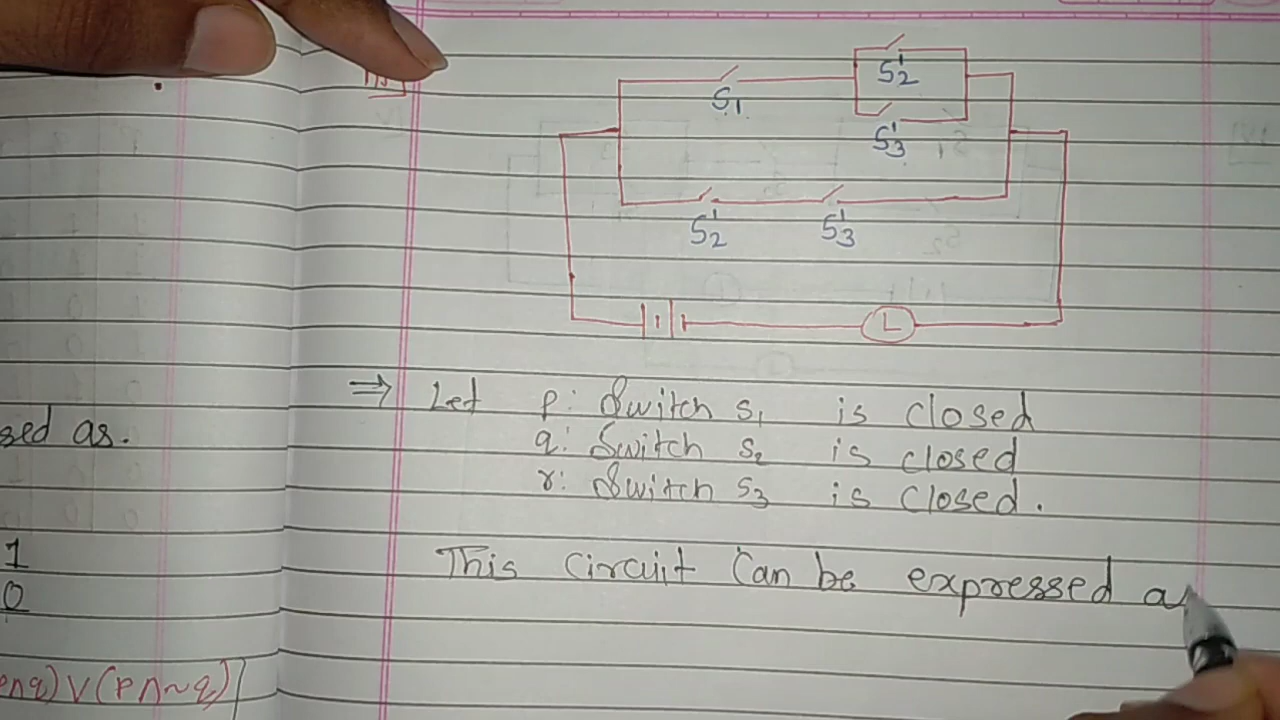 S₂'
S₁
S₃'
S₂' S₃'
L
⇒ Let p: Switch S₁ is closed
q: Switch S₂ is closed
r: Switch S₃ is closed.
This Circuit Can be expressed as
sed as.
1
0
p∧q)∨(p∧~q)